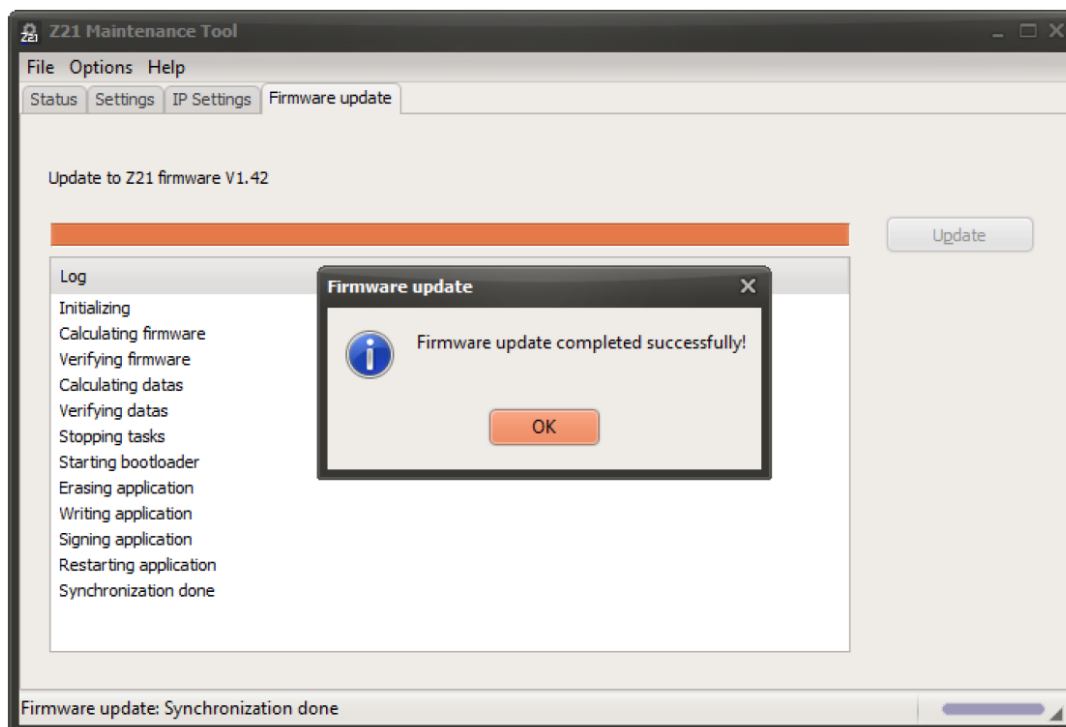 Z21 Z21 Maintenance Tool
File Options Help
Status Settings IP Settings Firmware update
Update to Z21 firmware V1.42
Update
Log
Initializing
Calculating firmware
Verifying firmware
Calculating datas
Verifying datas
Stopping tasks
Starting bootloader
Erasing application
Writing application
Signing application
Restarting application
Synchronization done
Firmware update
Firmware update completed successfully!
OK
Firmware update: Synchronization done